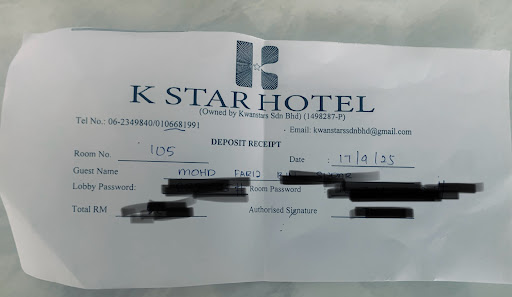 K STAR HOTEL
(Owned by Kwanstars Sdn Bhd) (1498287-P)
Tel No.: 06-2349840/0106681991 Email: kwanstarssdnbhd@gmail.com
DEPOSIT RECEIPT
Room No. 105 Date : 17/9/25
Guest Name MOHD FARID
Lobby Password: Room Password
Total RM Authorised Signature